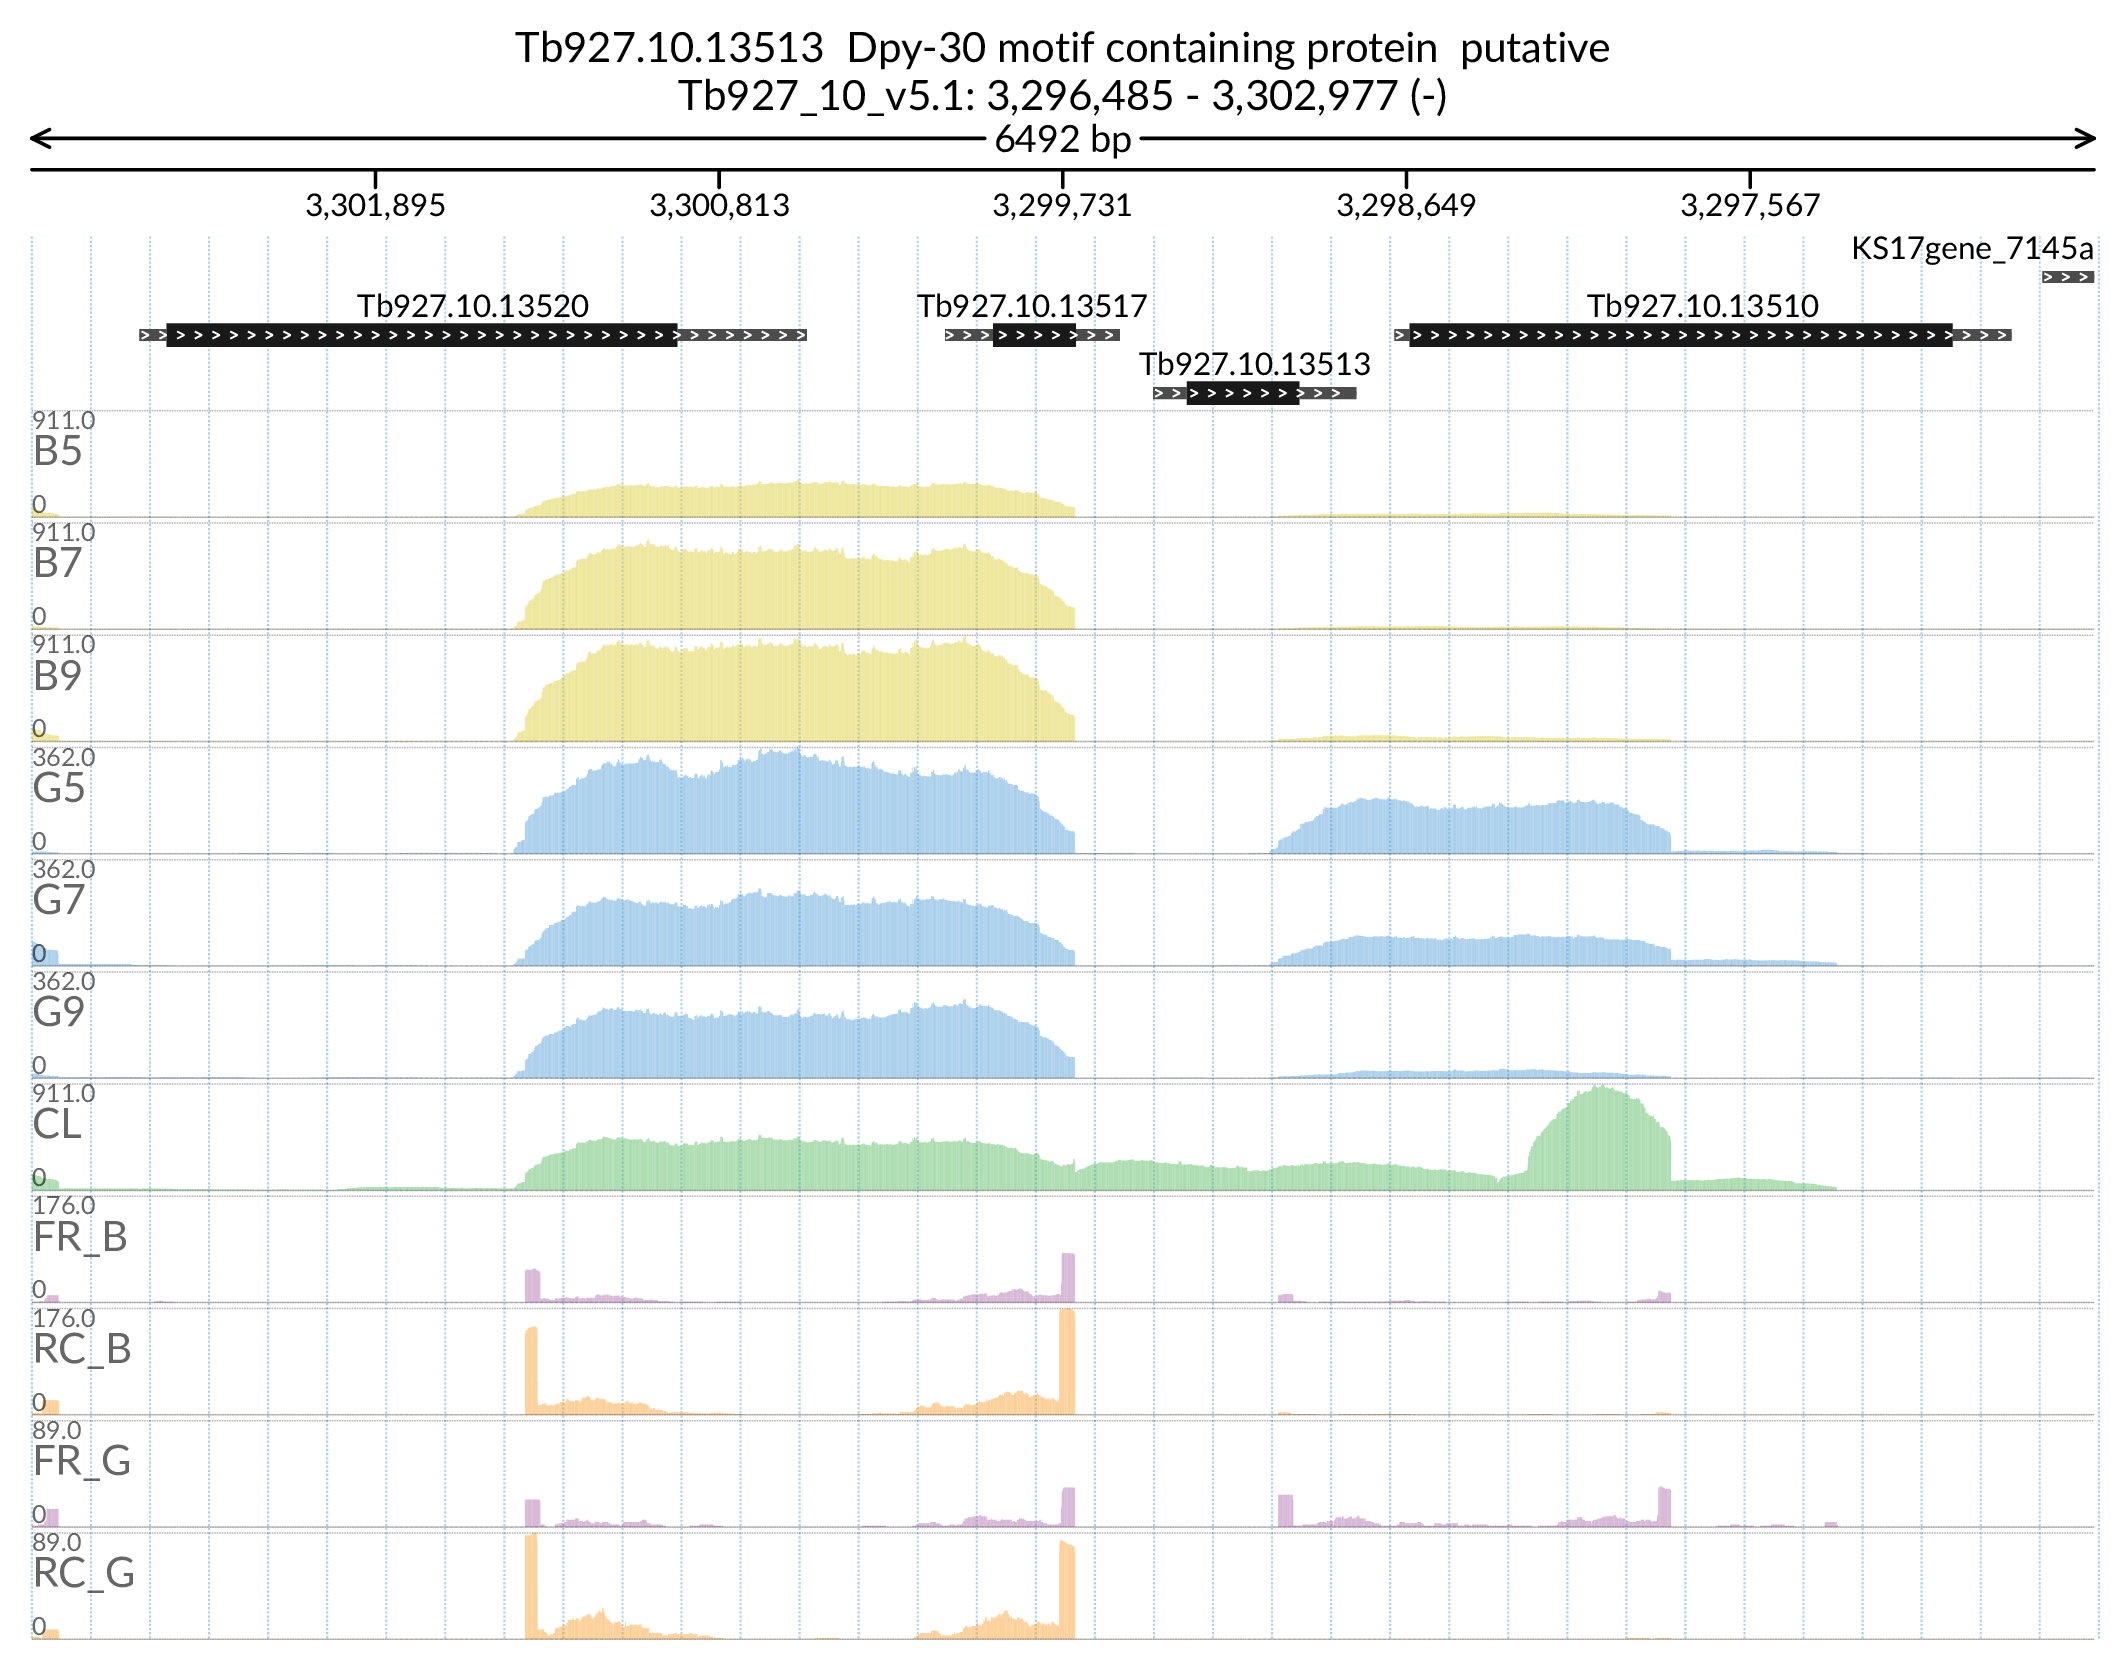 Tb927.10.13513  Dpy-30 motif containing protein  putative
Tb927_10_v5.1: 3,296,485 - 3,302,977 (-)
6492 bp
3,301,895 3,300,813 3,299,731 3,298,649 3,297,567
KS17gene_7145a
Tb927.10.13520 Tb927.10.13517 Tb927.10.13510
Tb927.10.13513
911.0
B5
0
911.0
B7
0
911.0
B9
0
362.0
G5
0
362.0
G7
0
362.0
G9
0
911.0
CL
0
176.0
FR_B
0
176.0
RC_B
0
89.0
FR_G
0
89.0
RC_G
0